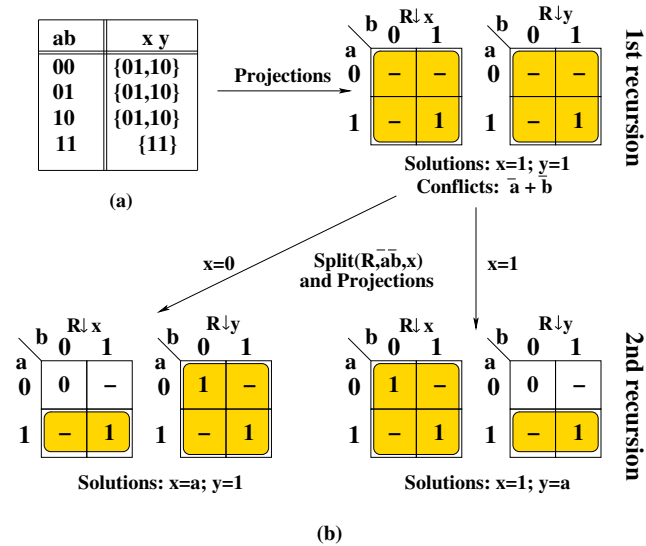 ab x y
00 {01,10}
01 {01,10}
10 {01,10}
11 {11}
(a)
Projections
R↓x
b
0 1
a
0 – –
1 – 1
R↓y
b
0 1
a
0 – –
1 – 1
Solutions: x=1; y=1
Conflicts: a̅ + b̅
1st recursion
x=0
Split(R,a̅b̅,x)
and Projections
x=1
R↓x
b
0 1
a
0 0 –
1 – 1
R↓y
0 1
1 –
– 1
Solutions: x=a; y=1
R↓x
b
0 1
a
0 1 –
1 – 1
R↓y
b
0 1
a
0 0 –
1 – 1
Solutions: x=1; y=a
2nd recursion
(b)